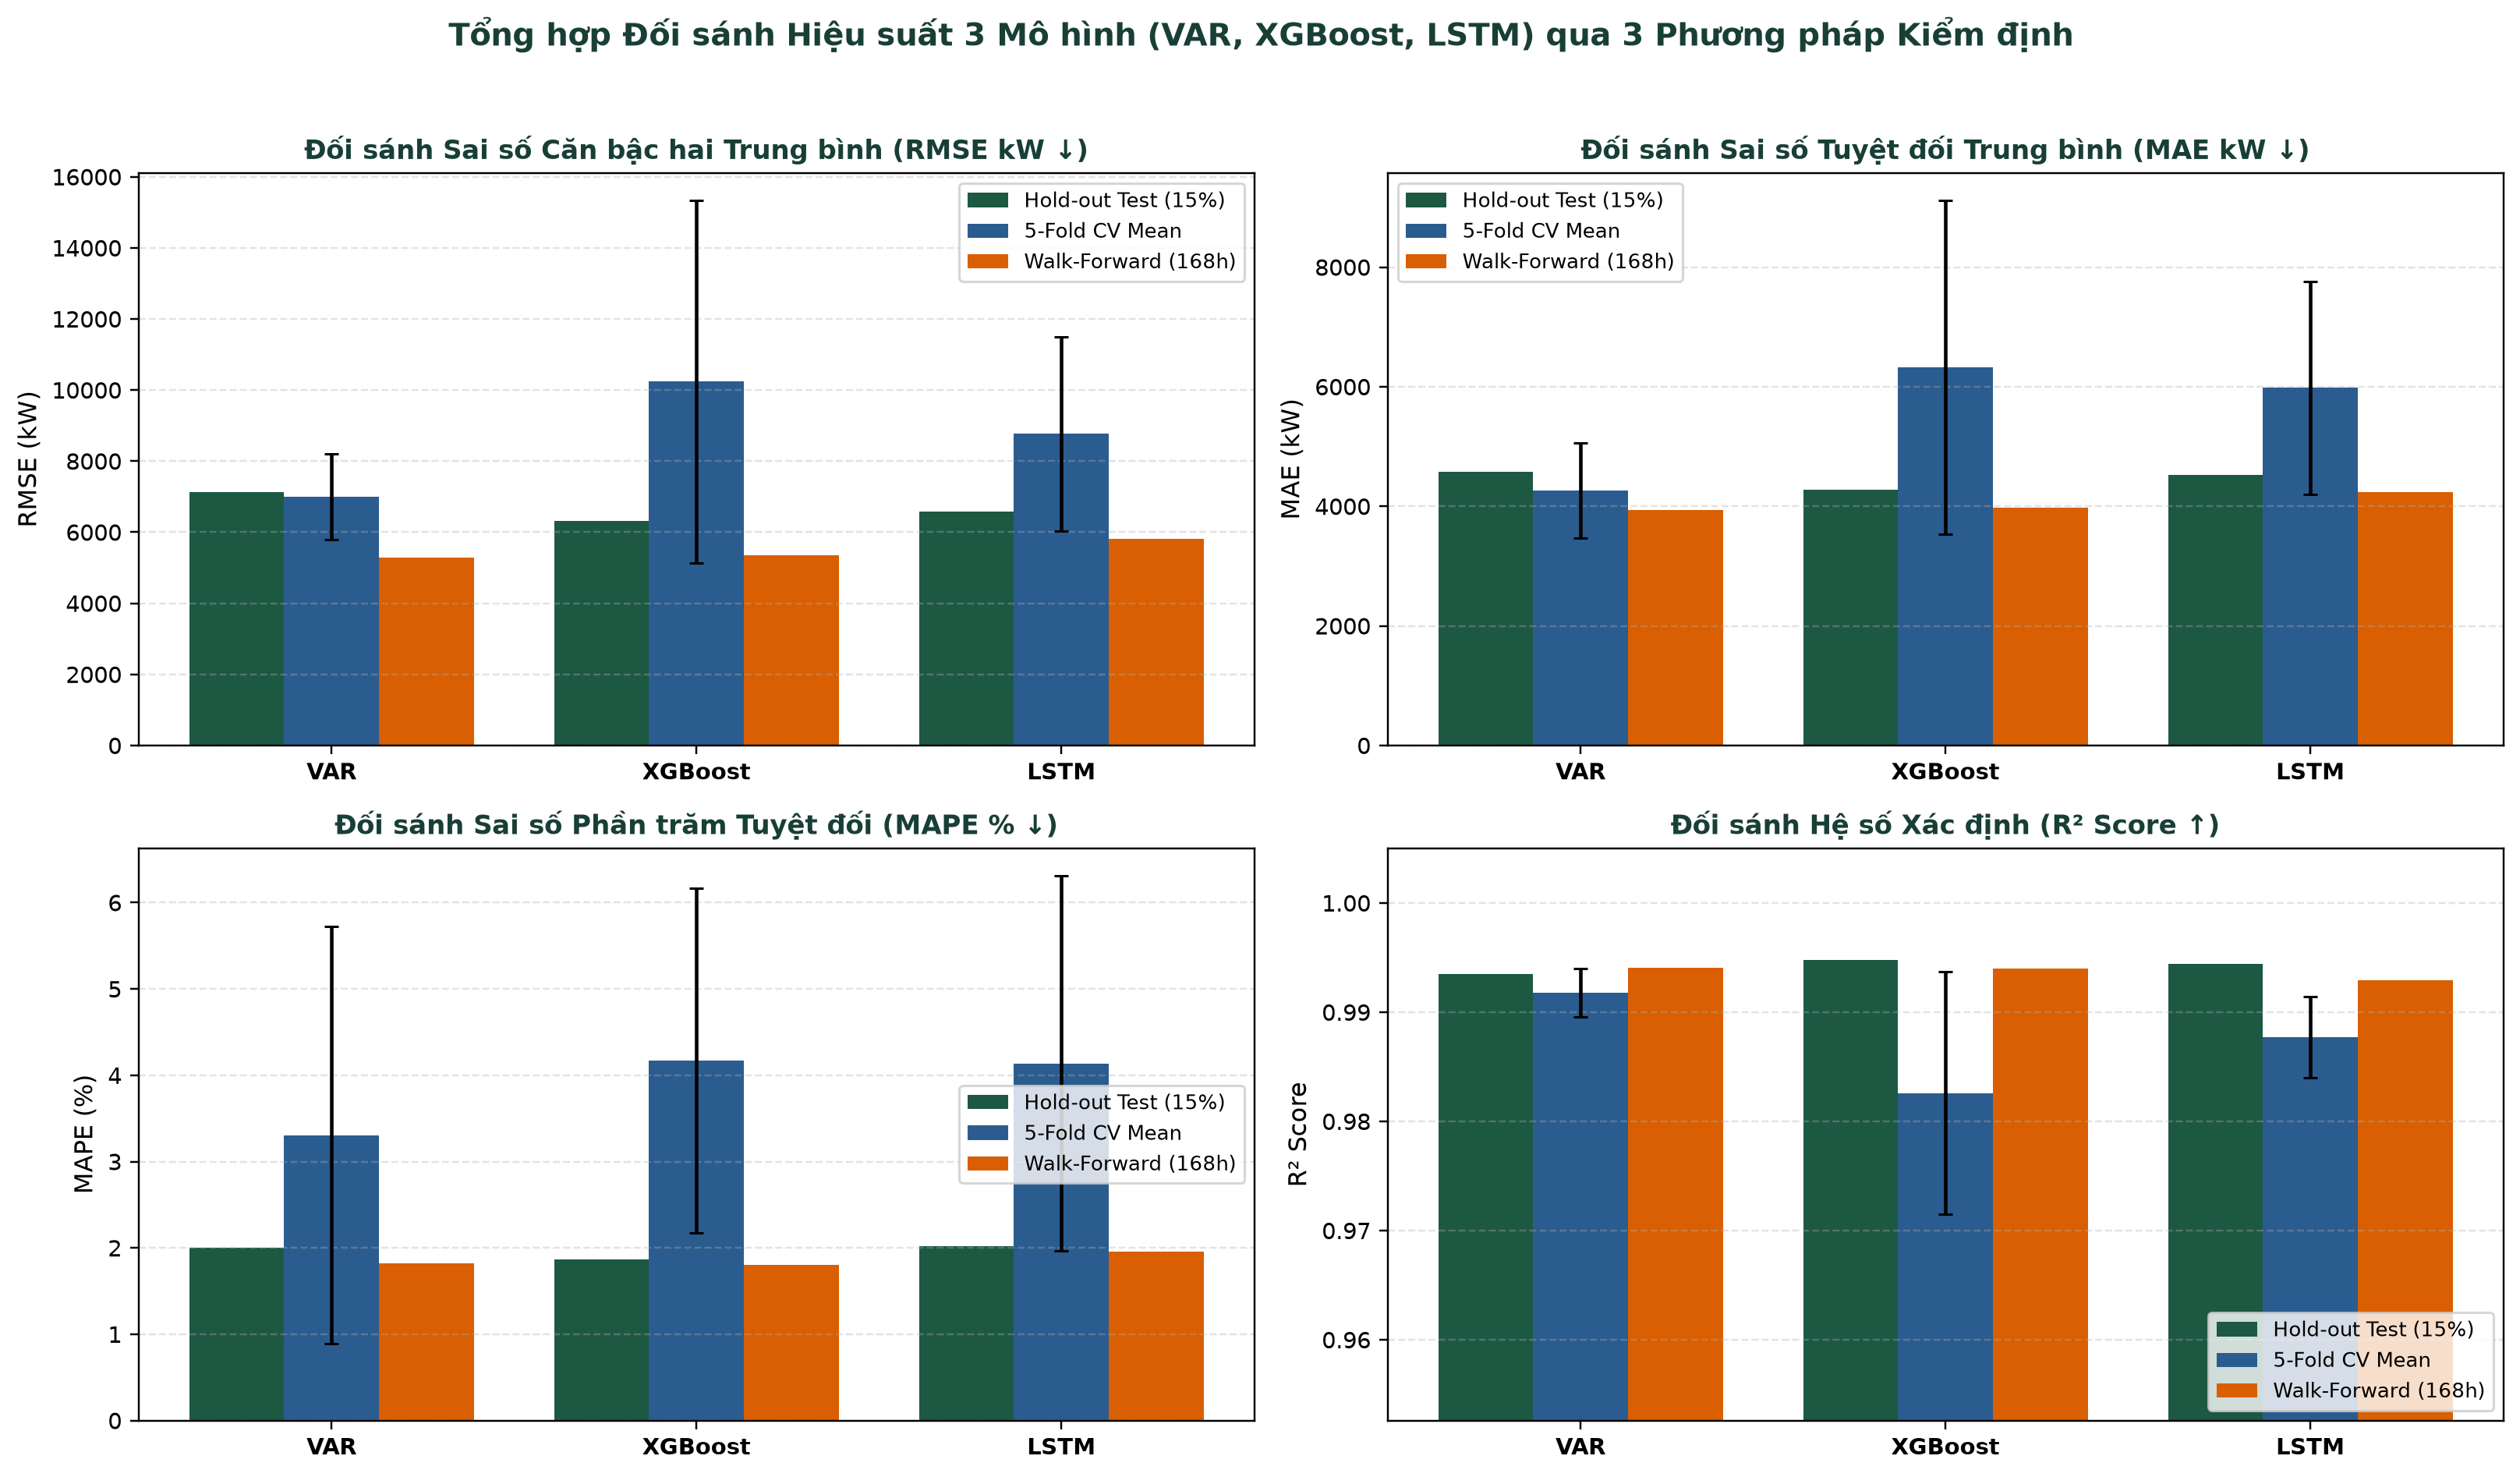 Tổng hợp Đối sánh Hiệu suất 3 Mô hình (VAR, XGBoost, LSTM) qua 3 Phương pháp Kiểm định
Đối sánh Sai số Căn bậc hai Trung bình (RMSE kW ↓)
16000
14000
12000
10000
8000
6000
4000
2000
0
RMSE (kW)
Hold-out Test (15%)
5-Fold CV Mean
Walk-Forward (168h)
VAR
XGBoost
LSTM
Đối sánh Sai số Tuyệt đối Trung bình (MAE kW ↓)
8000
6000
4000
2000
0
MAE (kW)
Hold-out Test (15%)
5-Fold CV Mean
Walk-Forward (168h)
VAR
XGBoost
LSTM
Đối sánh Sai số Phần trăm Tuyệt đối (MAPE % ↓)
6
5
4
3
2
1
0
MAPE (%)
Hold-out Test (15%)
5-Fold CV Mean
Walk-Forward (168h)
VAR
XGBoost
LSTM
Đối sánh Hệ số Xác định (R² Score ↑)
1.00
0.99
0.98
0.97
0.96
R² Score
Hold-out Test (15%)
5-Fold CV Mean
Walk-Forward (168h)
VAR
XGBoost
LSTM